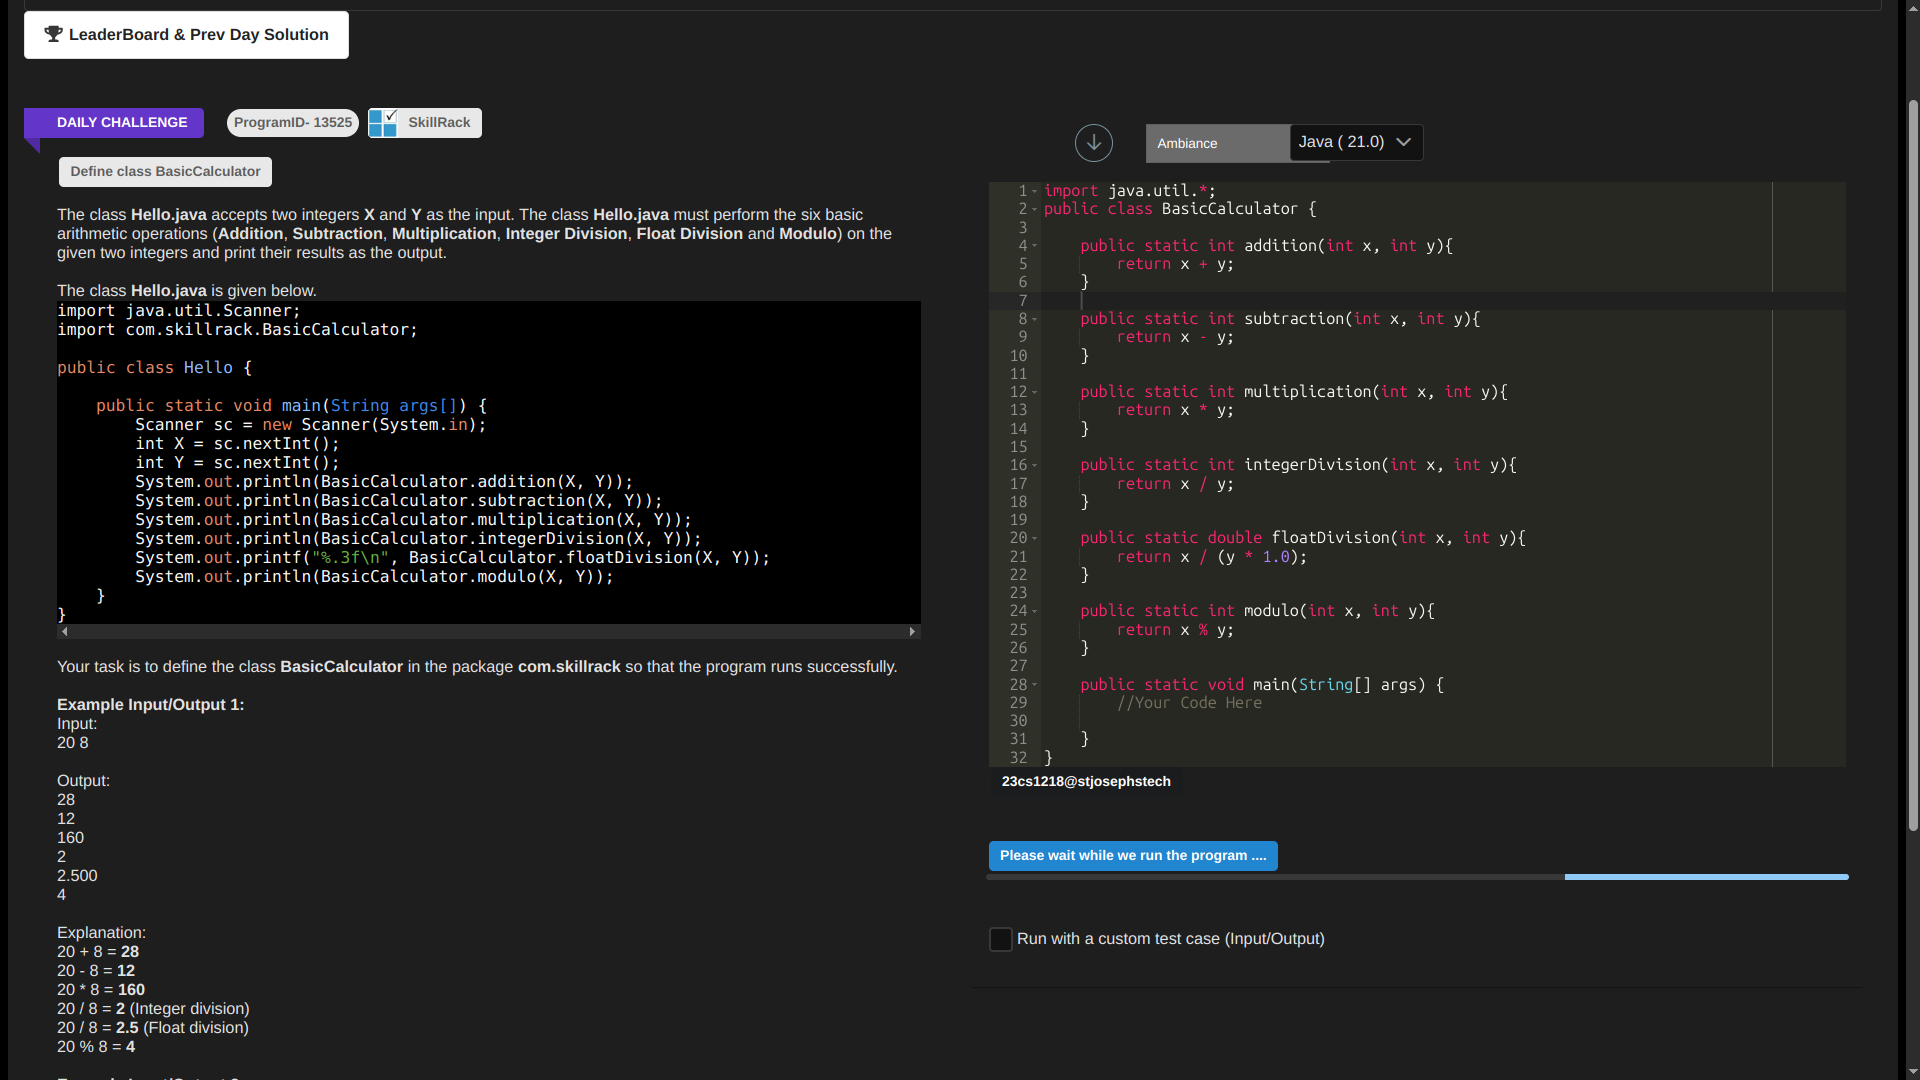 LeaderBoard & Prev Day Solution
DAILY CHALLENGE
ProgramID- 13525
SkillRack
Define class BasicCalculator
The class Hello.java accepts two integers X and Y as the input. The class Hello.java must perform the six basic
arithmetic operations (Addition, Subtraction, Multiplication, Integer Division, Float Division and Modulo) on the
given two integers and print their results as the output.
The class Hello.java is given below.
import java.util.Scanner;
import com.skillrack.BasicCalculator;
public class Hello {
    public static void main(String args[]) {
        Scanner sc = new Scanner(System.in);
        int X = sc.nextInt();
        int Y = sc.nextInt();
        System.out.println(BasicCalculator.addition(X, Y));
        System.out.println(BasicCalculator.subtraction(X, Y));
        System.out.println(BasicCalculator.multiplication(X, Y));
        System.out.println(BasicCalculator.integerDivision(X, Y));
        System.out.printf("%.3f\n", BasicCalculator.floatDivision(X, Y));
        System.out.println(BasicCalculator.modulo(X, Y));
    }
}
Your task is to define the class BasicCalculator in the package com.skillrack so that the program runs successfully.
Example Input/Output 1:
Input:
20 8
Output:
28
12
160
2
2.500
4
Explanation:
20 + 8 = 28
20 - 8 = 12
20 * 8 = 160
20 / 8 = 2 (Integer division)
20 / 8 = 2.5 (Float division)
20 % 8 = 4
Ambiance
Java ( 21.0)
1 import java.util.*;
2 public class BasicCalculator {
3
4     public static int addition(int x, int y){
5         return x + y;
6     }
7
8     public static int subtraction(int x, int y){
9         return x - y;
10     }
11
12     public static int multiplication(int x, int y){
13         return x * y;
14     }
15
16     public static int integerDivision(int x, int y){
17         return x / y;
18     }
19
20     public static double floatDivision(int x, int y){
21         return x / (y * 1.0);
22     }
23
24     public static int modulo(int x, int y){
25         return x % y;
26     }
27
28     public static void main(String[] args) {
29         //Your Code Here
30
31     }
32 }
23cs1218@stjosephstech
Please wait while we run the program ....
Run with a custom test case (Input/Output)